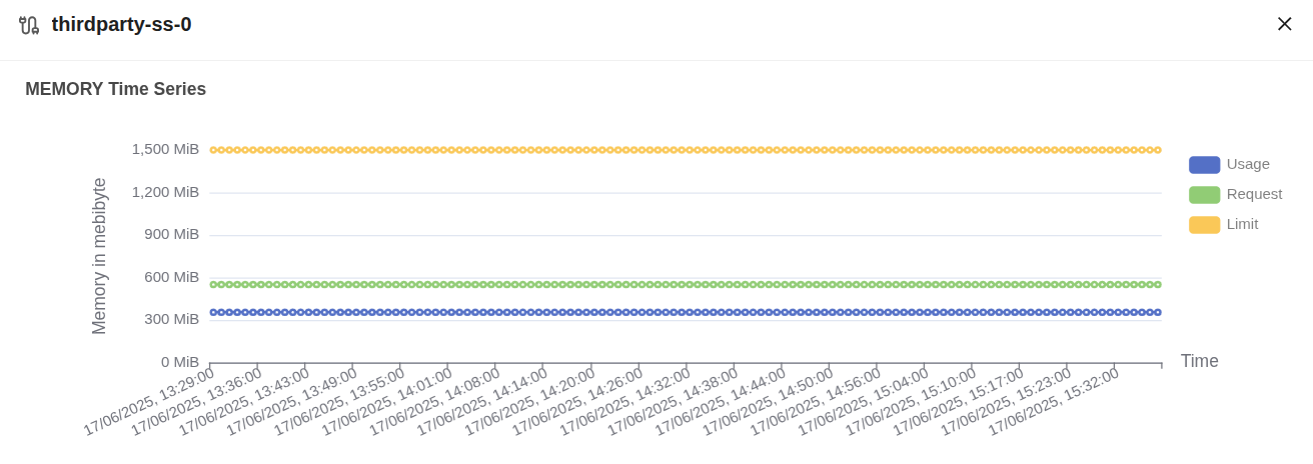 thirdparty-ss-0
MEMORY Time Series
1,500 MiB
1,200 MiB
900 MiB
600 MiB
300 MiB
0 MiB
Memory in mebibyte
Usage
Request
Limit
Time
17/06/2025, 13:29:00
17/06/2025, 13:36:00
17/06/2025, 13:43:00
17/06/2025, 13:49:00
17/06/2025, 13:55:00
17/06/2025, 14:01:00
17/06/2025, 14:08:00
17/06/2025, 14:14:00
17/06/2025, 14:20:00
17/06/2025, 14:26:00
17/06/2025, 14:32:00
17/06/2025, 14:38:00
17/06/2025, 14:44:00
17/06/2025, 14:50:00
17/06/2025, 14:56:00
17/06/2025, 15:04:00
17/06/2025, 15:10:00
17/06/2025, 15:17:00
17/06/2025, 15:23:00
17/06/2025, 15:32:00